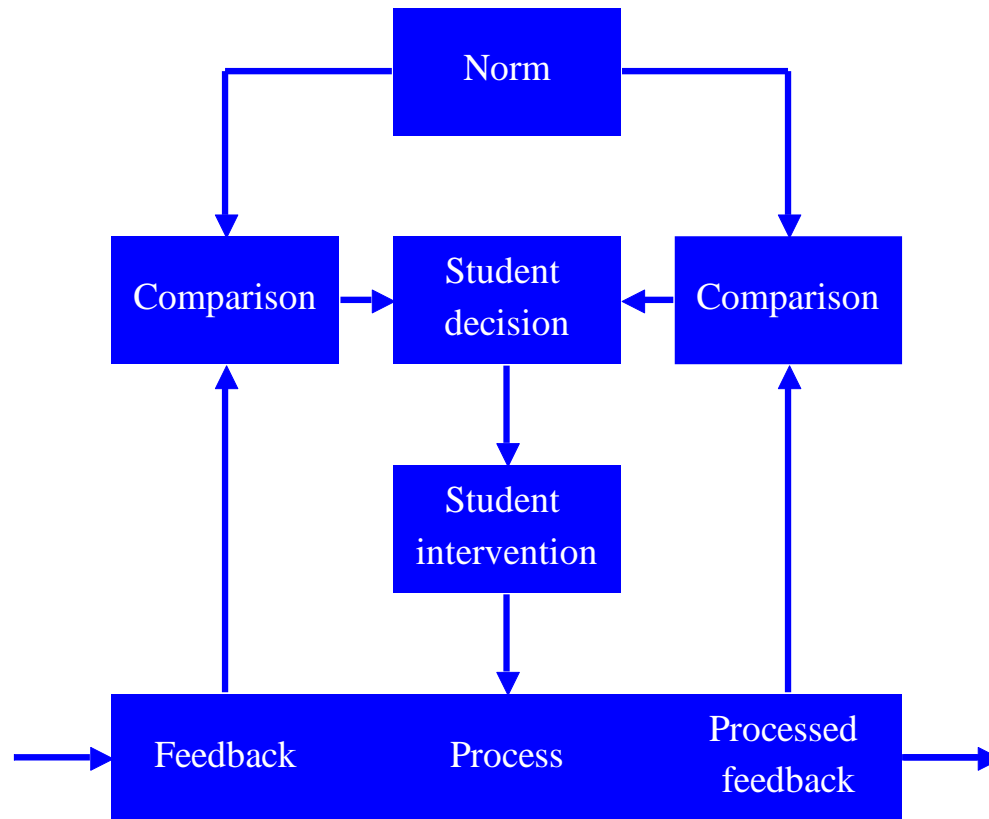 Norm
Comparison
Student
decision
Comparison
Student
intervention
Feedback
Process
Processed
feedback